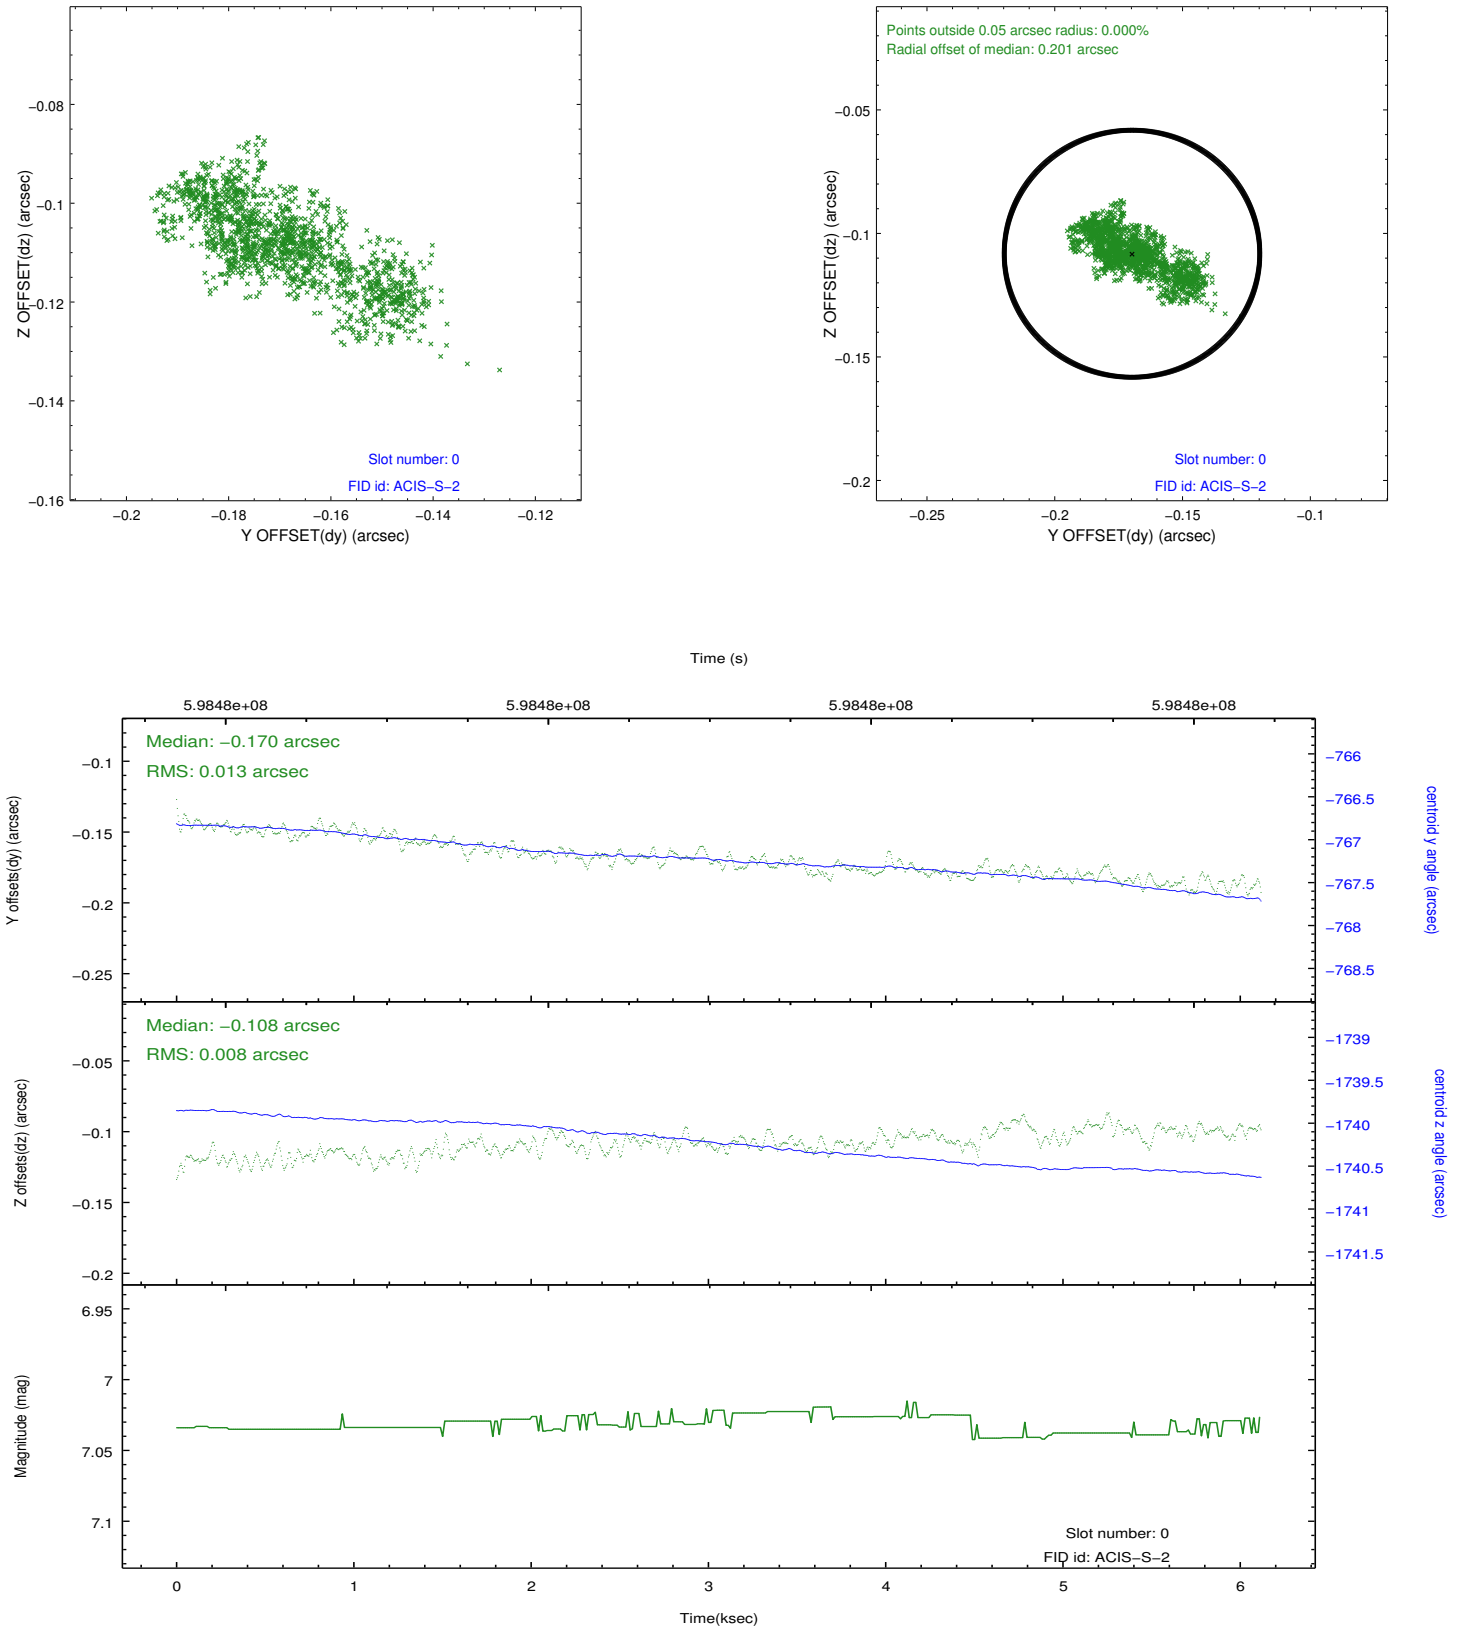 −0.08
−0.1
−0.12
−0.14
−0.16
Z OFFSET(dz) (arcsec)
Slot number: 0
FID id: ACIS−S−2
−0.2
−0.18
−0.16
−0.14
−0.12
Y OFFSET(dy) (arcsec)
Points outside 0.05 arcsec radius: 0.000%
Radial offset of median: 0.201 arcsec
−0.05
−0.1
−0.15
−0.2
Z OFFSET(dz) (arcsec)
Slot number: 0
FID id: ACIS−S−2
−0.25
−0.2
−0.15
−0.1
Y OFFSET(dy) (arcsec)
Time (s)
5.9848e+08
5.9848e+08
5.9848e+08
5.9848e+08
Median: −0.170 arcsec
RMS: 0.013 arcsec
−0.1
−0.15
−0.2
−0.25
Y offsets(dy) (arcsec)
−766
−766.5
−767
−767.5
−768
−768.5
centroid y angle (arcsec)
Median: −0.108 arcsec
RMS: 0.008 arcsec
−0.05
−0.1
−0.15
−0.2
Z offsets(dz) (arcsec)
−1739
−1739.5
−1740
−1740.5
−1741
−1741.5
centroid z angle (arcsec)
6.95
7
7.05
7.1
Magnitude (mag)
Slot number: 0
FID id: ACIS−S−2
0
1
2
3
4
5
6
Time(ksec)